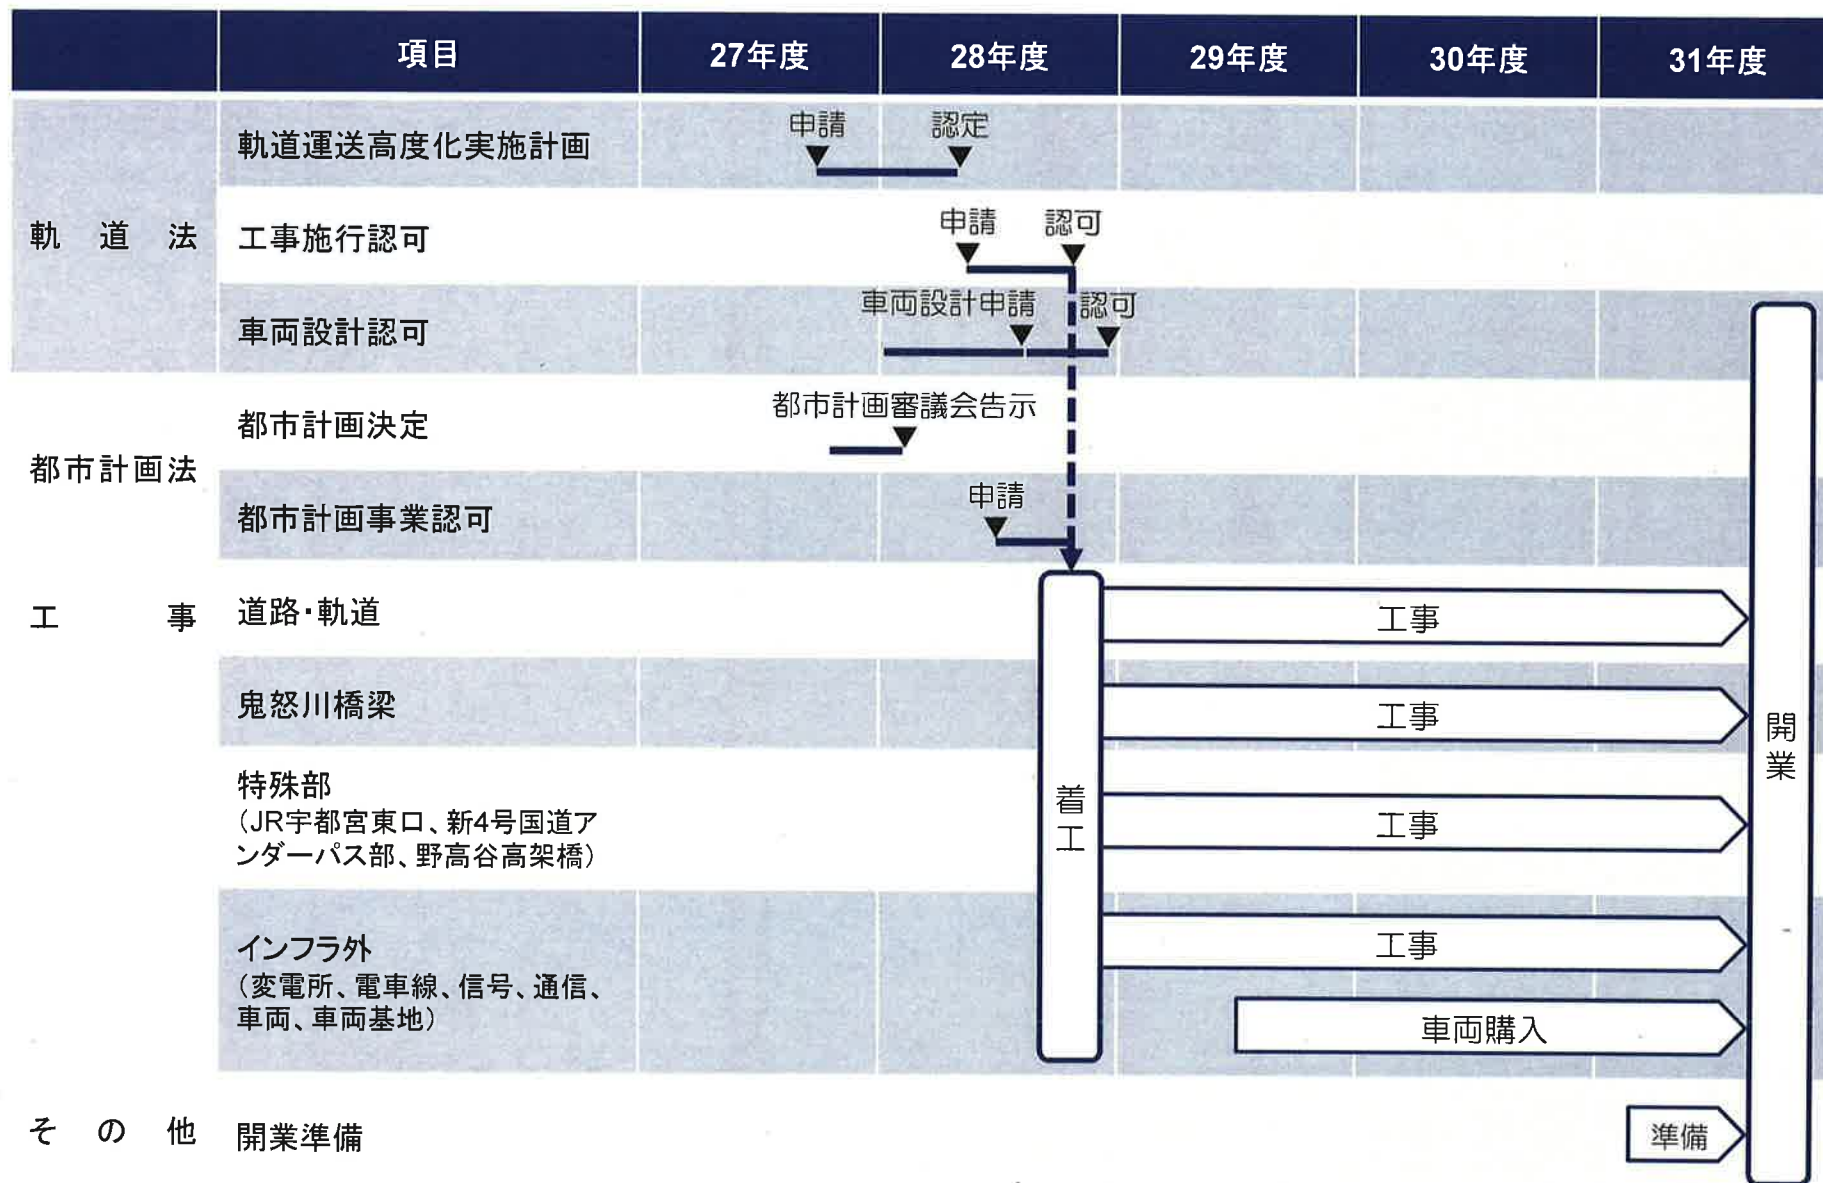 項目 27年度 28年度 29年度 30年度 31年度
軌道法
軌道運送高度化実施計画
申請 認定
工事施行認可
申請 認可
車両設計認可
車両設計申請 認可
都市計画法
都市計画決定
都市計画審議会告示
都市計画事業認可
申請
工事
道路・軌道
工事
鬼怒川橋梁
工事
特殊部
（JR宇都宮東口、新4号国道ア
ンダーパス部、野高谷高架橋）
工事
インフラ外
（変電所、電車線、信号、通信、
車両、車両基地）
工事
車両購入
着工
開業
その他
開業準備
準備